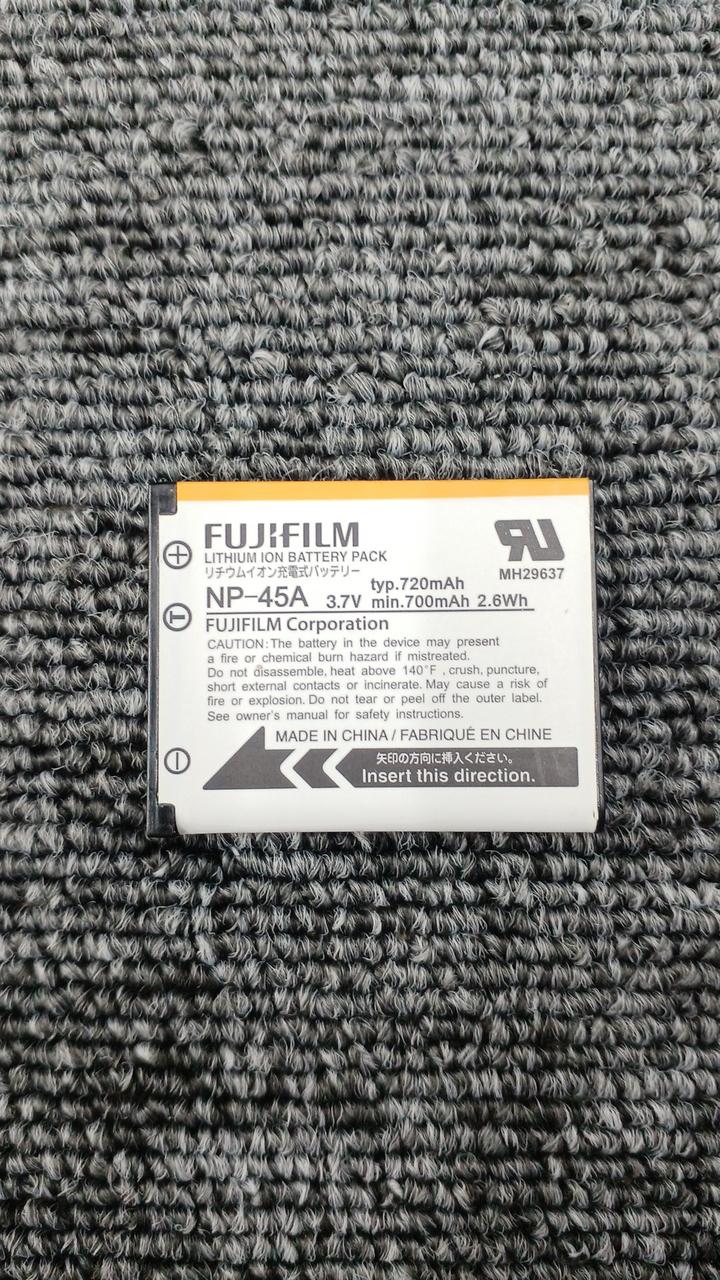 FUJIFILM
LITHIUM ION BATTERY PACK
リチウムイオン充電式バッテリー
MH29637
NP-45A 3.7V typ.720mAh min.700mAh 2.6Wh
FUJIFILM Corporation
CAUTION: The battery in the device may present
a fire or chemical burn hazard if mistreated.
Do not disassemble, heat above 140°F , crush, puncture,
short external contacts or incinerate. May cause a risk of
fire or explosion. Do not tear or peel off the outer label.
See owner's manual for safety instructions.
MADE IN CHINA / FABRIQUÉ EN CHINE
矢印の方向に挿入ください。
Insert this direction.
+
T
−